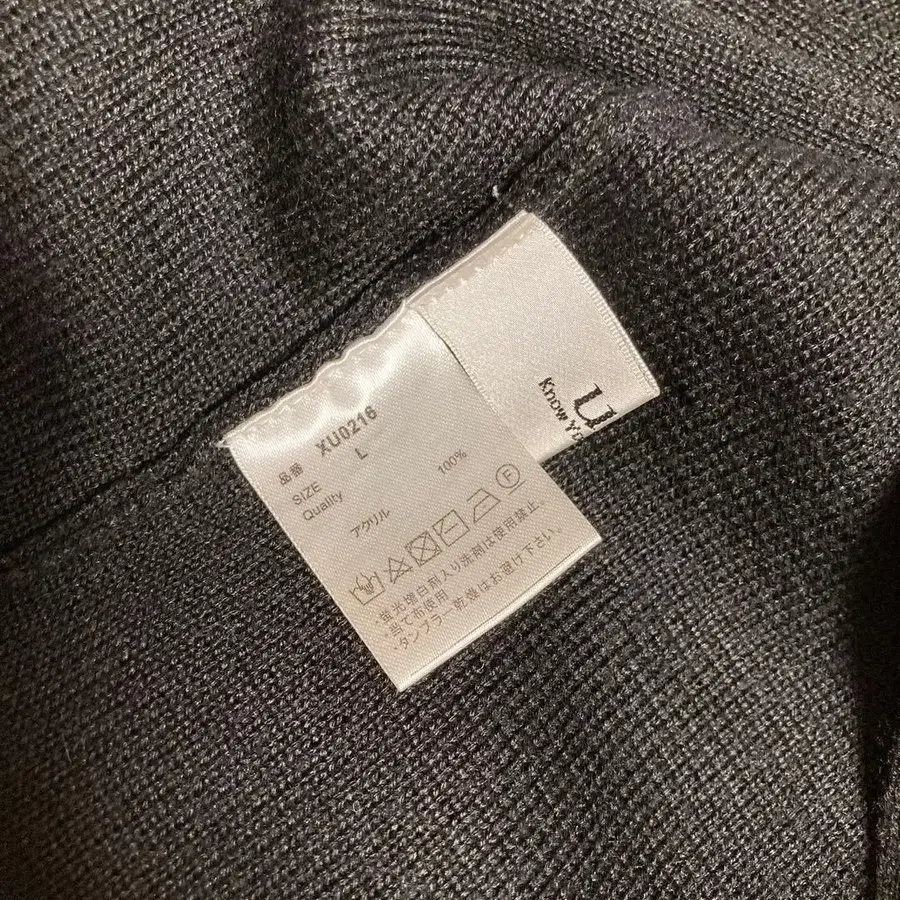 品番 XU0216
SIZE L
Quality
アクリル 100%
F
*蛍光増白剤入り洗剤は使用禁止。
*当て布使用
*タンブラー乾燥はお避け下さい。
U
Know Yo